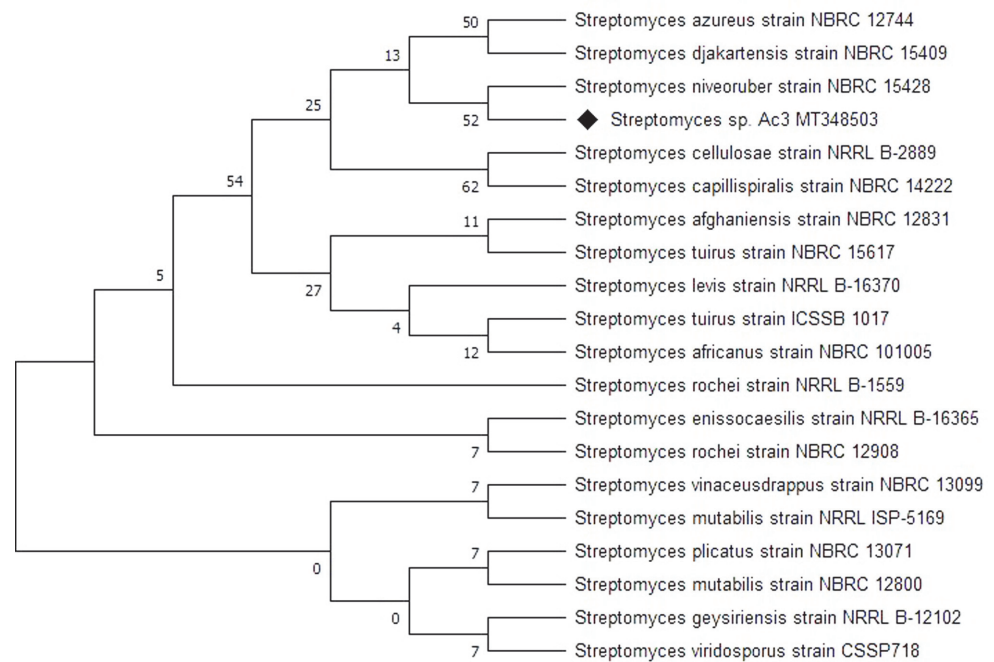 50
Streptomyces azureus strain NBRC 12744
Streptomyces djakartensis strain NBRC 15409
13
Streptomyces niveoruber strain NBRC 15428
25
52
Streptomyces sp. Ac3 MT348503
Streptomyces cellulosae strain NRRL B-2889
62
Streptomyces capillispiralis strain NBRC 14222
54
11
Streptomyces afghaniensis strain NBRC 12831
Streptomyces tuirus strain NBRC 15617
5
27
Streptomyces levis strain NRRL B-16370
4
Streptomyces tuirus strain ICSSB 1017
12
Streptomyces africanus strain NBRC 101005
Streptomyces rochei strain NRRL B-1559
Streptomyces enissocaesilis strain NRRL B-16365
7
Streptomyces rochei strain NBRC 12908
7
Streptomyces vinaceusdrappus strain NBRC 13099
Streptomyces mutabilis strain NRRL ISP-5169
0
7
Streptomyces plicatus strain NBRC 13071
Streptomyces mutabilis strain NBRC 12800
0
Streptomyces geysiriensis strain NRRL B-12102
7
Streptomyces viridosporus strain CSSP718